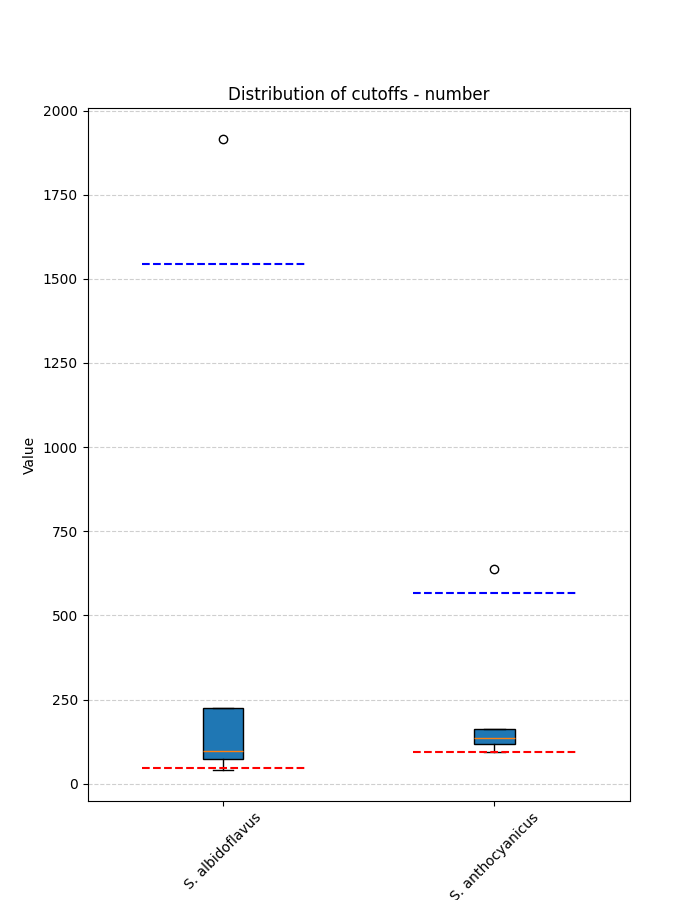 Distribution of cutoffs - number
2000
1750
1500
1250
1000
750
500
250
0
Value
S. albidoflavus
S. anthocyanicus